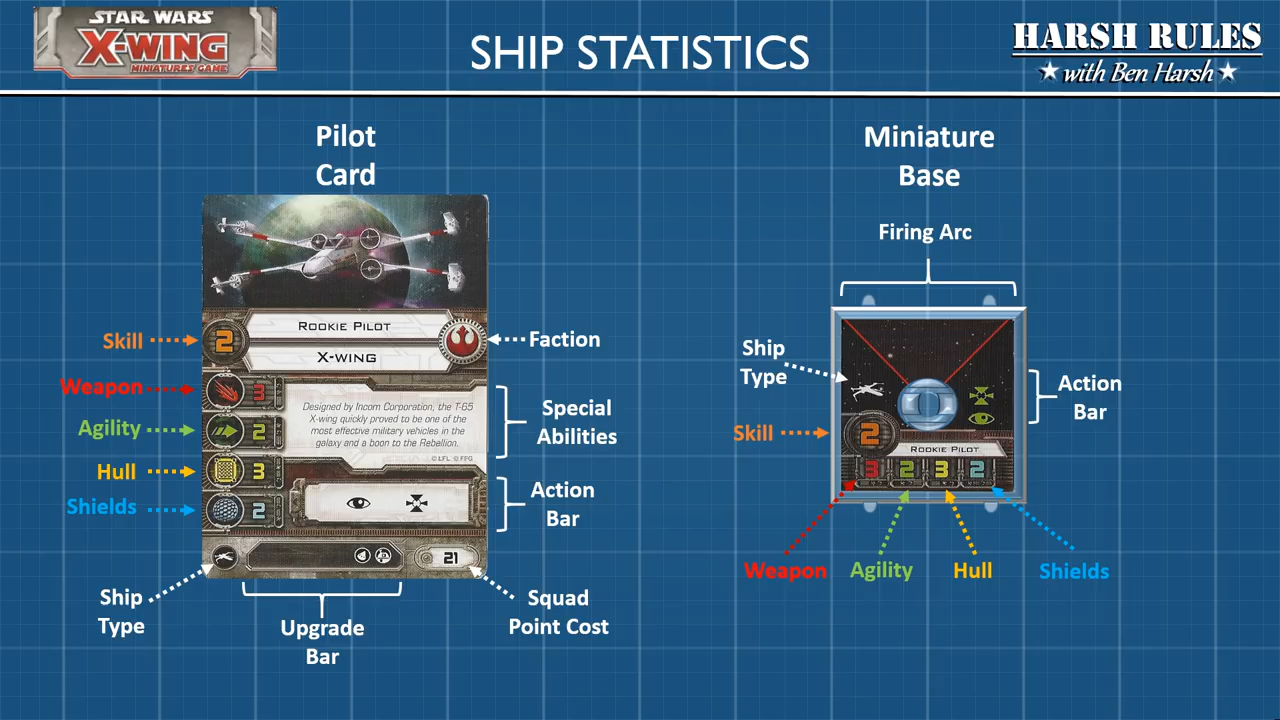 STAR WARS
X-WING
MINIATURES GAME
SHIP STATISTICS
HARSH RULES
with Ben Harsh
Pilot
Card
Skill
Weapon
Agility
Hull
Shields
Ship
Type
Rookie Pilot
X-wing
2
3
2
3
2
Designed by Incom Corporation, the T-65
X-wing quickly proved to be one of the
most effective military vehicles in the
galaxy and a boon to the Rebellion.
© LFL © FFG
21
Faction
Special
Abilities
Action
Bar
Upgrade
Bar
Squad
Point Cost
Miniature
Base
Firing Arc
Ship
Type
Skill
Action
Bar
2
Rookie Pilot
3 2 3 2
Weapon
Agility
Hull
Shields